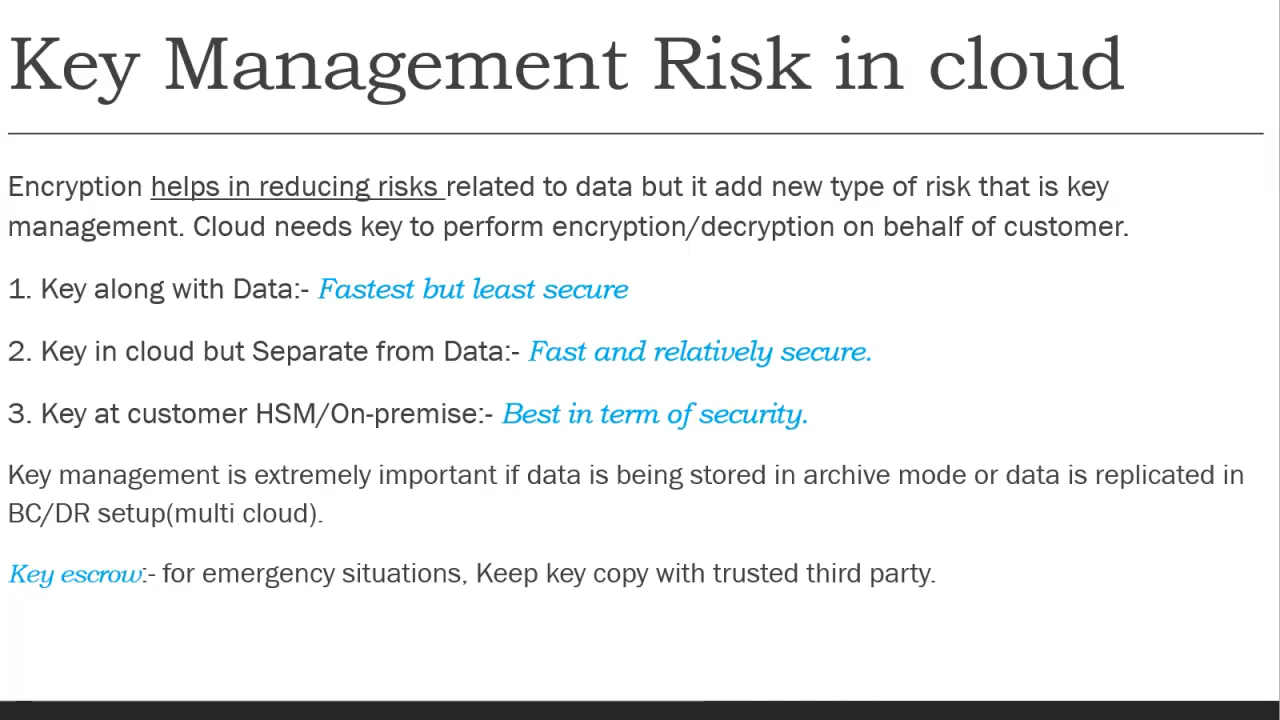 Key Management Risk in cloud
Encryption helps in reducing risks related to data but it add new type of risk that is key
management. Cloud needs key to perform encryption/decryption on behalf of customer.
1. Key along with Data:- Fastest but least secure
2. Key in cloud but Separate from Data:- Fast and relatively secure.
3. Key at customer HSM/On-premise:- Best in term of security.
Key management is extremely important if data is being stored in archive mode or data is replicated in
BC/DR setup(multi cloud).
Key escrow:- for emergency situations, Keep key copy with trusted third party.